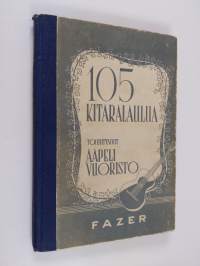 105
KITARALAULUA
TOIMITTANUT
AAPELI
VUORISTO
FAZER